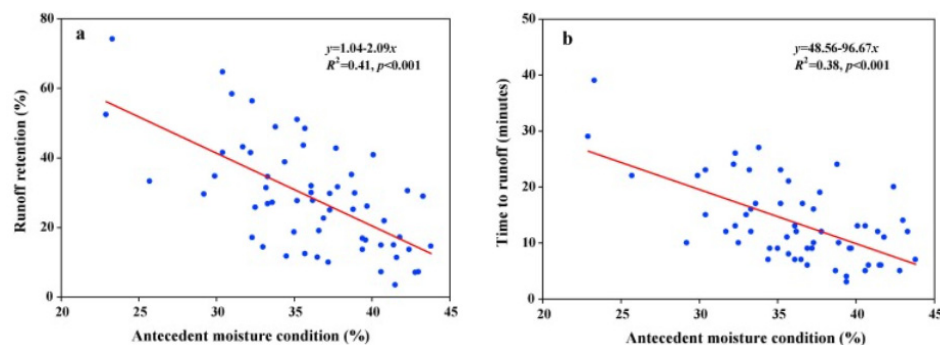 a
y=1.04-2.09x
R²=0.41, p<0.001
Runoff retention (%)
80
60
40
20
0
20 25 30 35 40 45
Antecedent moisture condition (%)
b
y=48.56-96.67x
R²=0.38, p<0.001
Time to runoff (minutes)
50
40
30
20
10
0
20 25 30 35 40 45
Antecedent moisture condition (%)